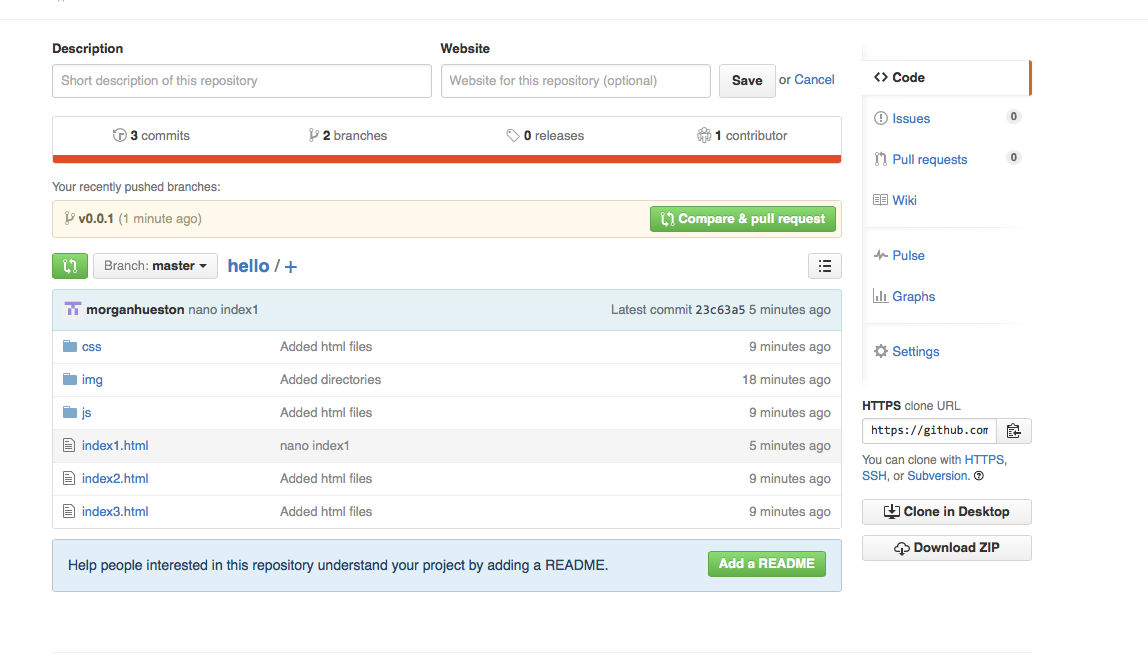 Description Website
Short description of this repository Website for this repository (optional) Save or Cancel
3 commits 2 branches 0 releases 1 contributor
Your recently pushed branches:
v0.0.1 (1 minute ago) Compare & pull request
Branch: master hello / +
morganhueston nano index1 Latest commit 23c63a5 5 minutes ago
css Added html files 9 minutes ago
img Added directories 18 minutes ago
js Added html files 9 minutes ago
index1.html nano index1 5 minutes ago
index2.html Added html files 9 minutes ago
index3.html Added html files 9 minutes ago
Help people interested in this repository understand your project by adding a README. Add a README
Code
Issues 0
Pull requests 0
Wiki
Pulse
Graphs
Settings
HTTPS clone URL
https://github.com
You can clone with HTTPS,
SSH, or Subversion.
Clone in Desktop
Download ZIP